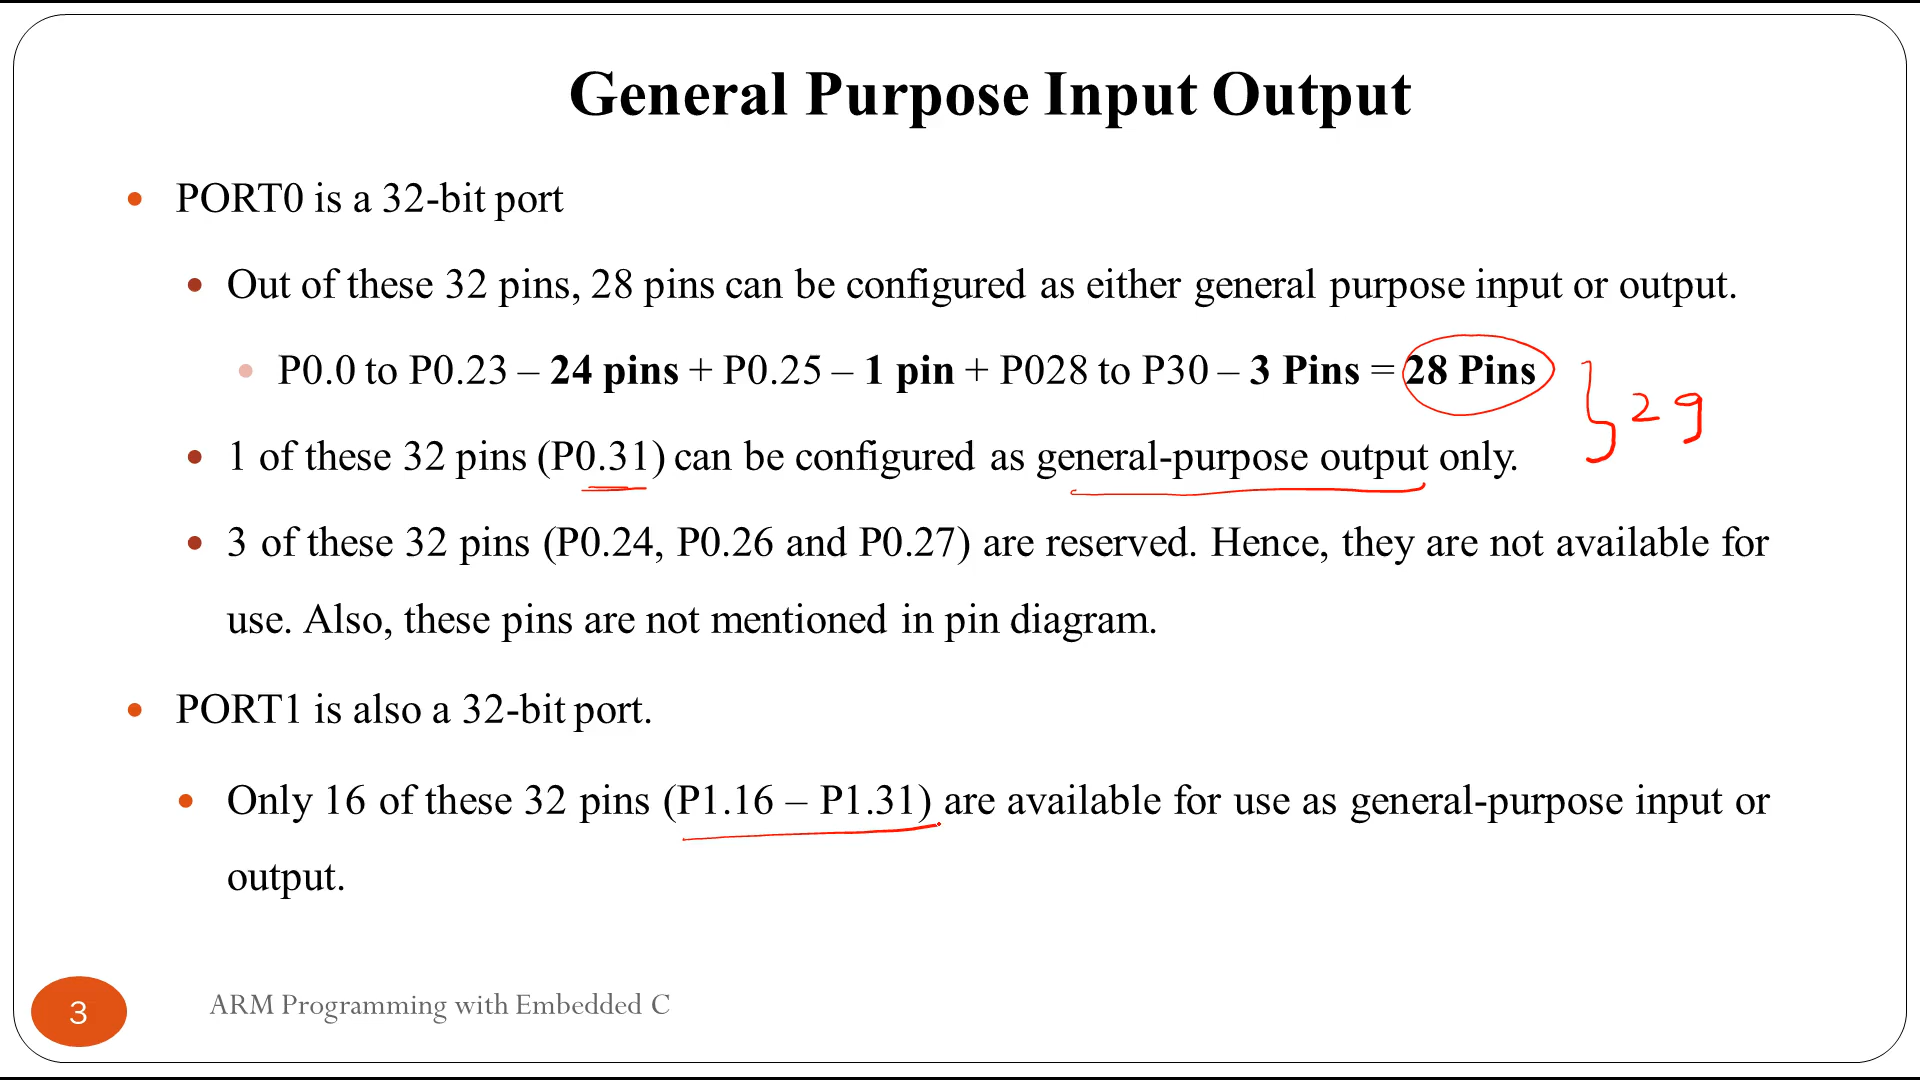 General Purpose Input Output
• PORT0 is a 32-bit port
• Out of these 32 pins, 28 pins can be configured as either general purpose input or output.
• P0.0 to P0.23 – 24 pins + P0.25 – 1 pin + P028 to P30 – 3 Pins = 28 Pins
} 29
• 1 of these 32 pins (P0.31) can be configured as general-purpose output only.
• 3 of these 32 pins (P0.24, P0.26 and P0.27) are reserved. Hence, they are not available for
use. Also, these pins are not mentioned in pin diagram.
• PORT1 is also a 32-bit port.
• Only 16 of these 32 pins (P1.16 – P1.31) are available for use as general-purpose input or
output.
3
ARM Programming with Embedded C